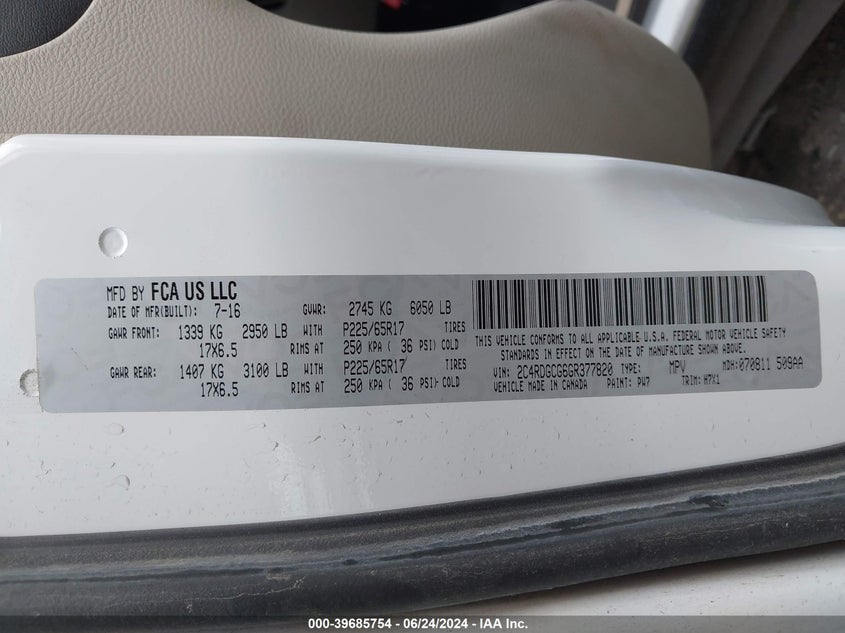 MFD BY FCA US LLC
DATE OF MFR(BUILT): 7-16 GVWR: 2745 KG 6050 LB
GAWR FRONT: 1339 KG 2950 LB WITH P225/65R17 TIRES
17X6.5 RIMS AT 250 KPA ( 36 PSI) COLD
GAWR REAR: 1407 KG 3100 LB WITH P225/65R17 TIRES
17X6.5 RIMS AT 250 KPA ( 36 PSI) COLD
THIS VEHICLE CONFORMS TO ALL APPLICABLE U.S.A. FEDERAL MOTOR VEHICLE SAFETY
STANDARDS IN EFFECT ON THE DATE OF MANUFACTURE SHOWN ABOVE.
VIN: 2C4RDGCG6GR377820 TYPE: MPV MDH: 070811 509AA
VEHICLE MADE IN CANADA PAINT: PW7 TRIM: H7X1
000-39685754 - 06/24/2024 - IAA Inc.